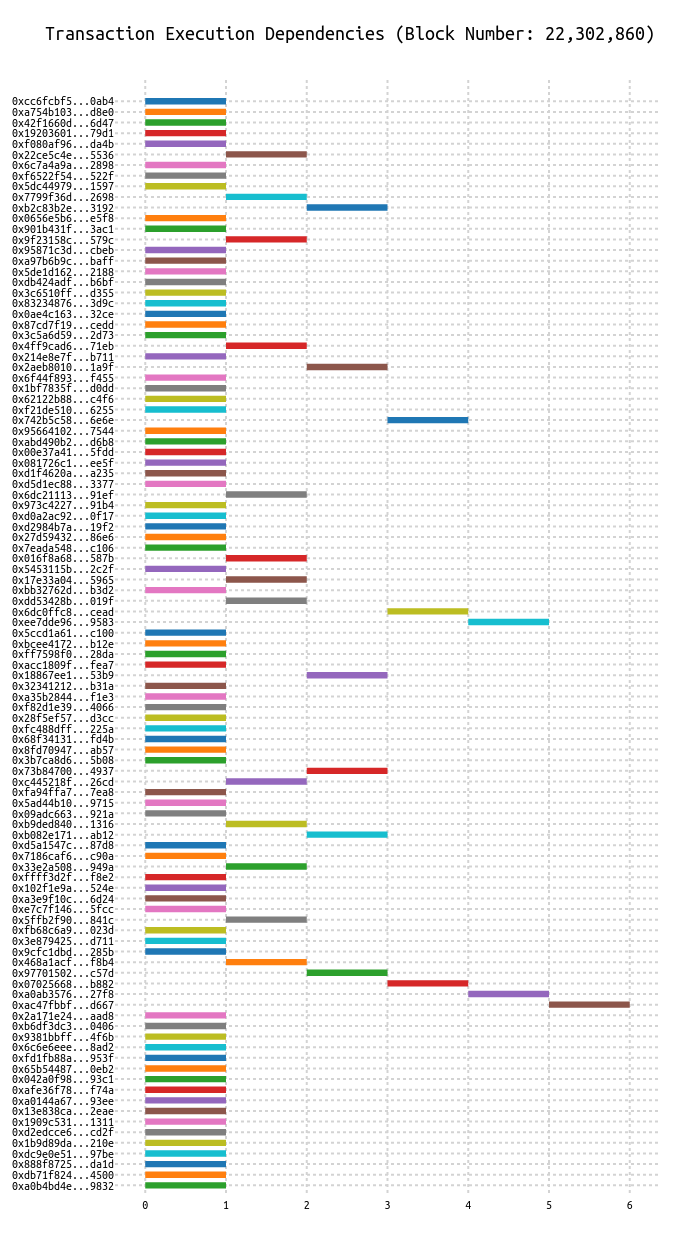 Transaction Execution Dependencies (Block Number: 22,302,860)
0xcc6fcbf5...0ab4
0xa754b103...d8e0
0x42f1660d...6d47
0x19203601...79d1
0xf080af96...da4b
0x22ce5c4e...5536
0x6c7a4a9a...2898
0xf6522f54...522f
0x5dc44979...1597
0x7799f36d...2698
0xb2c83b2e...3192
0x0656e5b6...e5f8
0x901b431f...3ac1
0x9f23158c...579c
0x95871c3d...cbeb
0xa97b6b9c...baff
0x5de1d162...2188
0xdb424adf...b6bf
0x3c6510ff...d355
0x83234876...3d9c
0x0ae4c163...32ce
0x87cd7f19...cedd
0x3c5a6d59...2d73
0x4ff9cad6...71eb
0x214e8e7f...b711
0x2aeb8010...1a9f
0x6f44f893...f455
0x1bf7835f...d0dd
0x62122b88...c4f6
0xf21de510...6255
0x742b5c58...6e6e
0x95664102...7544
0xabd490b2...d6b8
0x00e37a41...5fdd
0x081726c1...ee5f
0xd1f4620a...a235
0xd5d1ec88...3377
0x6dc21113...91ef
0x973c4227...91b4
0xd0a2ac92...0f17
0xd2984b7a...19f2
0x27d59432...86e6
0x7eada548...c106
0x016f8a68...587b
0x5453115b...2c2f
0x17e33a04...5965
0xbb32762d...b3d2
0xdd53428b...019f
0x6dc0ffc8...cead
0xee7dde96...9583
0x5ccd1a61...c100
0xbcee4172...b12e
0xff7598f0...28da
0xacc1809f...fea7
0x18867ee1...53b9
0x32341212...b31a
0xa35b2844...f1e3
0xf82d1e39...4066
0x28f5ef57...d3cc
0xfc488dff...225a
0x68f34131...fd4b
0x8fd70947...ab57
0x3b7ca8d6...5b08
0x73b84700...4937
0xc445218f...26cd
0xfa94ffa7...7ea8
0x5ad44b10...9715
0x09adc663...921a
0xb9ded840...1316
0xb082e171...ab12
0xd5a1547c...87d8
0x7186caf6...c90a
0x33e2a508...949a
0xffff3d2f...f8e2
0x102f1e9a...524e
0xa3e9f10c...6d24
0xe7c7f146...5fcc
0x5ffb2f90...841c
0xfb68c6a9...023d
0x3e879425...d711
0x9cfc1dbd...285b
0x468a1acf...f8b4
0x97701502...c57d
0x07025668...b882
0xa0ab3576...27f8
0xac47fbbf...d667
0x2a171e24...aad8
0xb6df3dc3...0406
0x9381bbff...4f6b
0x6c6e6eee...8ad2
0xfd1fb88a...953f
0x65b54487...0eb2
0x042a0f98...93c1
0xafe36f78...f74a
0xa0144a67...93ee
0x13e838ca...2eae
0x1909c531...1311
0xd2edcce6...cd2f
0x1b9d89da...210e
0xdc9e0e51...97be
0x888f8725...da1d
0xdb71f824...4500
0xa0b4bd4e...9832
0 1 2 3 4 5 6